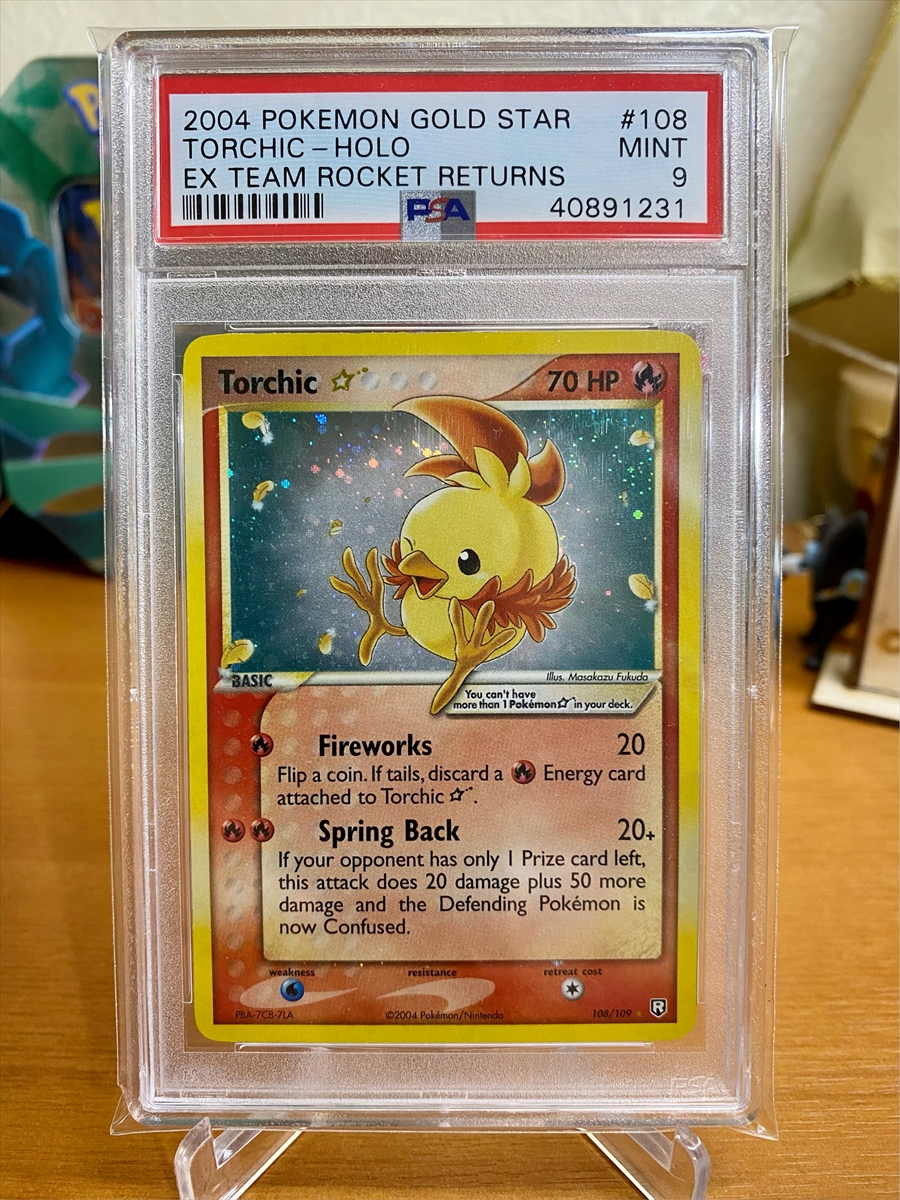 2004 POKEMON GOLD STAR #108
TORCHIC - HOLO MINT
EX TEAM ROCKET RETURNS 9
PSA 40891231
Torchic ☆ 70 HP
BASIC Illus. Masakazu Fukuda
You can't have
more than 1 Pokémon ☆ in your deck.
Fireworks 20
Flip a coin. If tails, discard a Energy card
attached to Torchic ☆.
Spring Back 20+
If your opponent has only 1 Prize card left,
this attack does 20 damage plus 50 more
damage and the Defending Pokémon is
now Confused.
weakness resistance retreat cost
PBA-7C8-7LA ©2004 Pokémon/Nintendo 108/109 ★ R
PSA